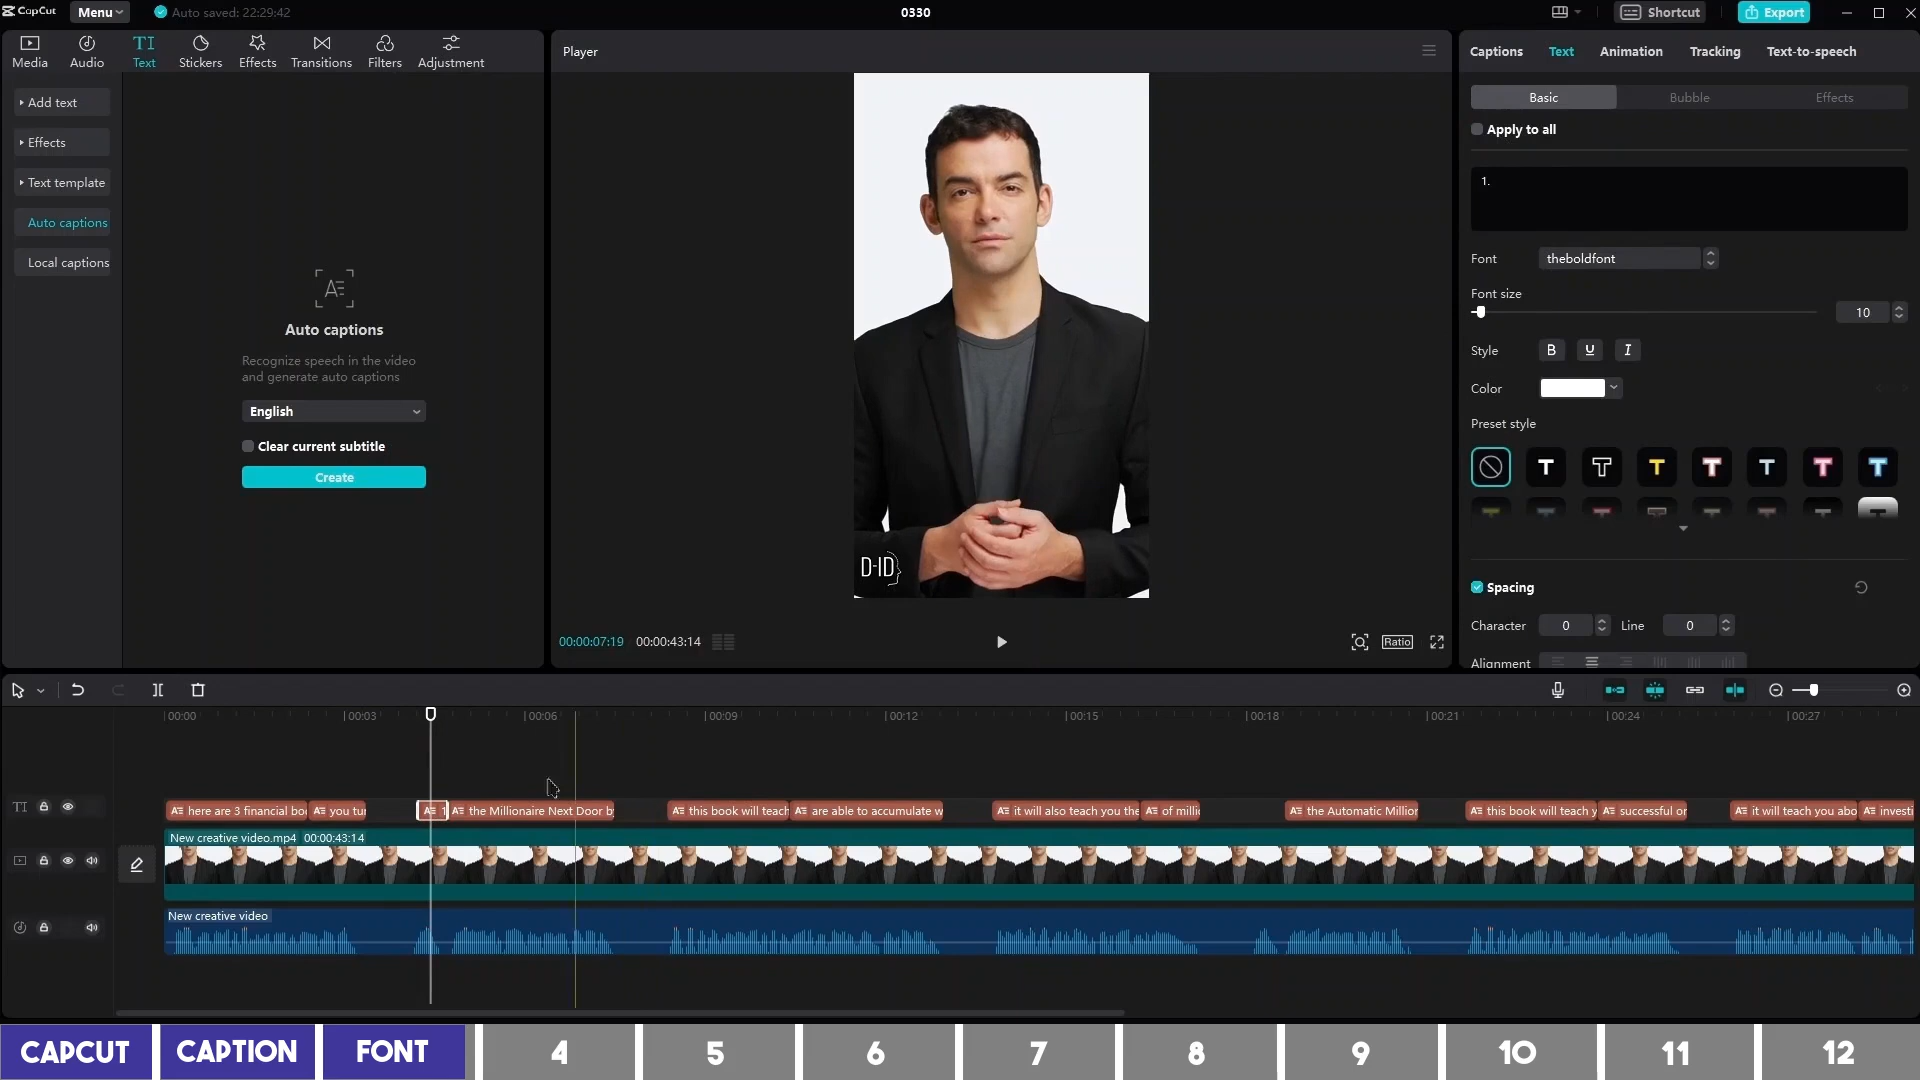 CapCut
Menu
Auto saved: 22:29:42
0330
Shortcut
Export
Media
Audio
TI
Text
Stickers
Effects
Transitions
Filters
Adjustment
Add text
Effects
Text template
Auto captions
Local captions
Auto captions
Recognize speech in the video
and generate auto captions
English
Clear current subtitle
Create
Player
D-ID
00:00:07:19 00:00:43:14
Ratio
Captions Text Animation Tracking Text-to-speech
Basic Bubble Effects
Apply to all
1.
Font theboldfont
Font size
10
Style B U I
Color
Preset style
T T T T T T T
Spacing
Character 0 Line 0
Alignment
00:00 00:03 00:06 00:09 00:12 00:15 00:18 00:21 00:24 00:27
here are 3 financial bo you tu 1 the Millionaire Next Door b this book will teach are able to accumulate w it will also teach you the of milli the Automatic Million this book will teach y successful or it will teach you abo investi
New creative video.mp4 00:00:43:14
New creative video
CAPCUT CAPTION FONT 4 5 6 7 8 9 10 11 12